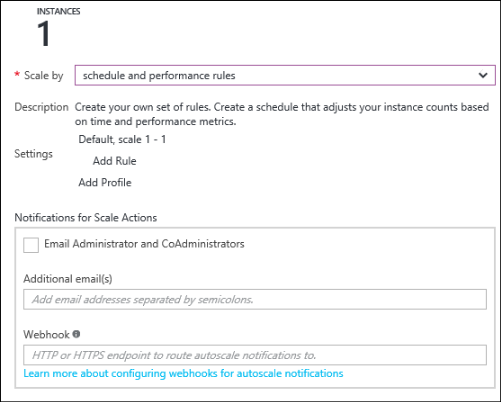 INSTANCES
1
* Scale by schedule and performance rules
Description Create your own set of rules. Create a schedule that adjusts your instance counts based
on time and performance metrics.
Default, scale 1 - 1
Settings
Add Rule
Add Profile
Notifications for Scale Actions
Email Administrator and CoAdministrators
Additional email(s)
Add email addresses separated by semicolons.
Webhook
HTTP or HTTPS endpoint to route autoscale notifications to.
Learn more about configuring webhooks for autoscale notifications